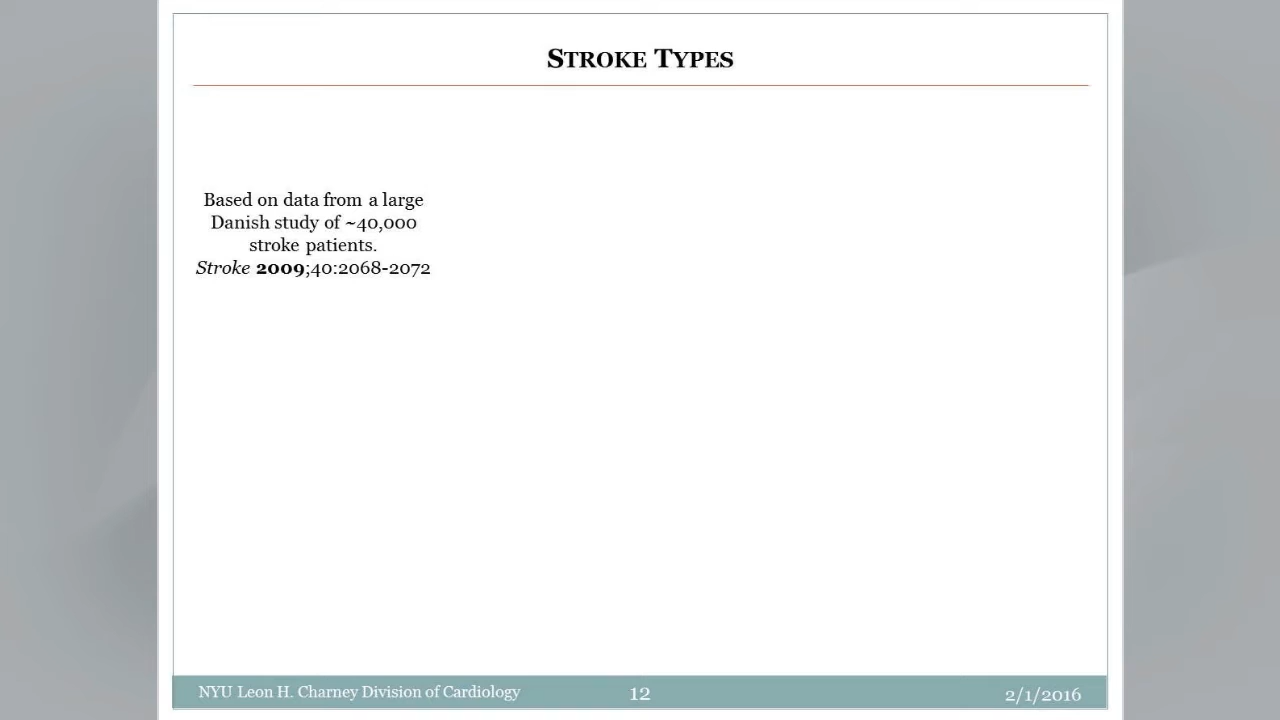 STROKE TYPES
Based on data from a large
Danish study of ~40,000
stroke patients.
Stroke 2009;40:2068-2072
NYU Leon H. Charney Division of Cardiology
12
2/1/2016